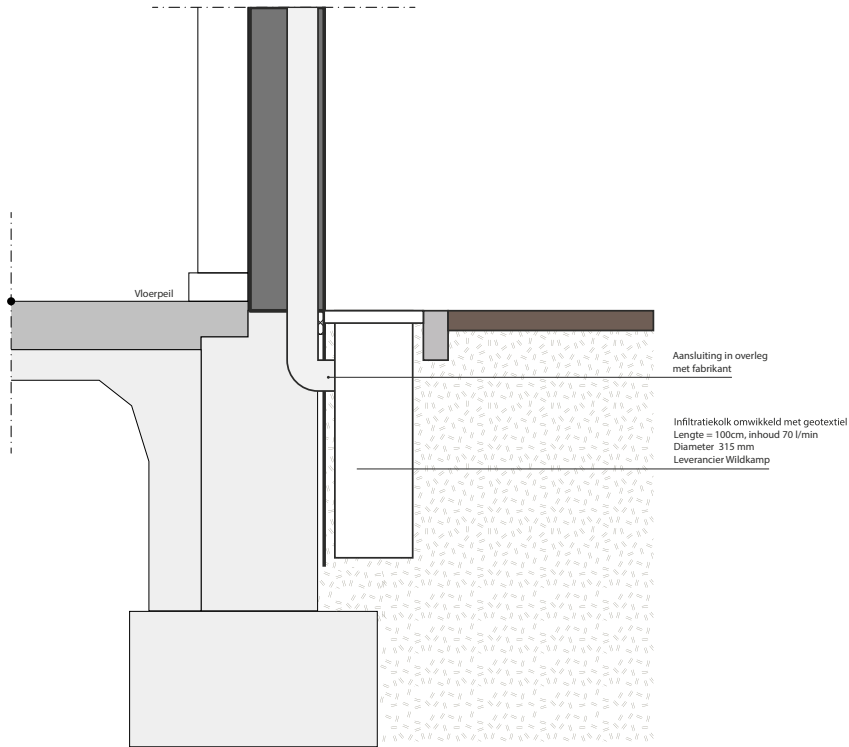 Vloerpeil
Aansluiting in overleg
met fabrikant
Infiltratiekolk omwikkeld met geotextiel
Lengte = 100cm, inhoud 70 l/min
Diameter 315 mm
Leverancier Wildkamp